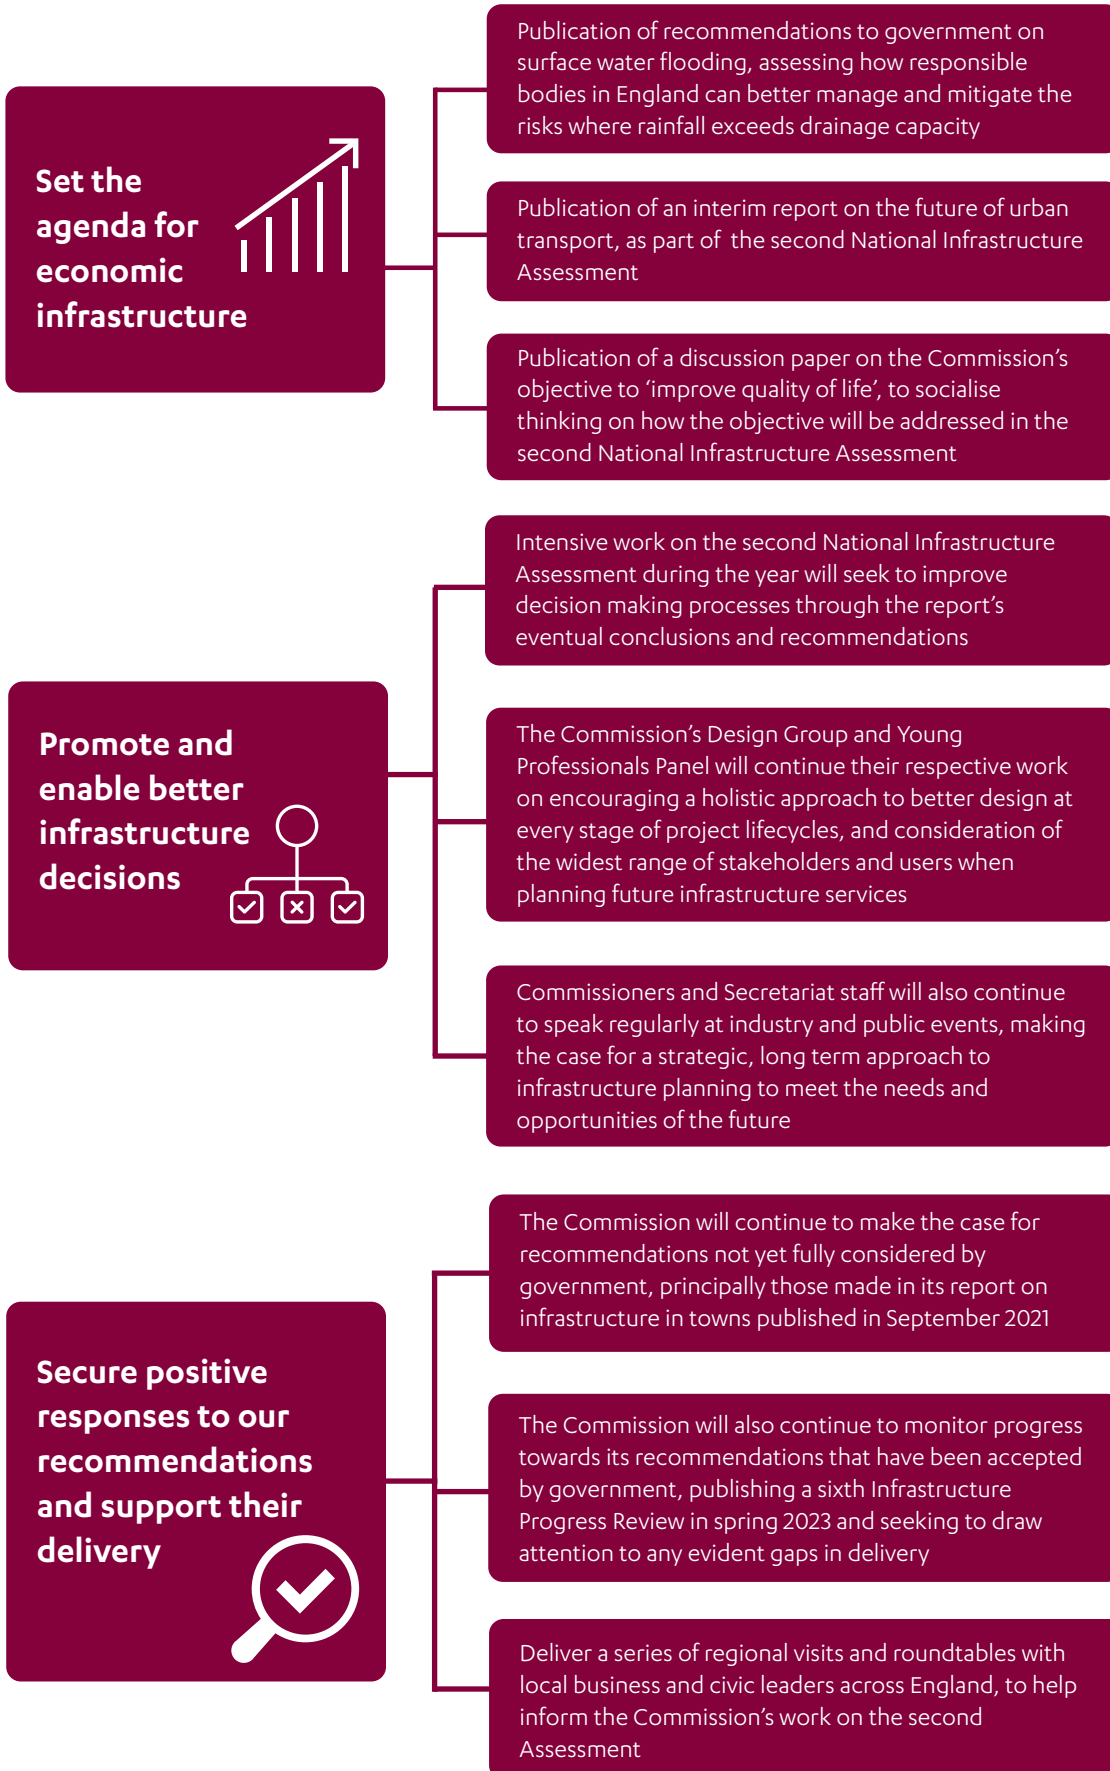 Set the
agenda for
economic
infrastructure
Publication of recommendations to government on
surface water flooding, assessing how responsible
bodies in England can better manage and mitigate the
risks where rainfall exceeds drainage capacity
Publication of an interim report on the future of urban
transport, as part of the second National Infrastructure
Assessment
Publication of a discussion paper on the Commission’s
objective to ‘improve quality of life’, to socialise
thinking on how the objective will be addressed in the
second National Infrastructure Assessment
Promote and
enable better
infrastructure
decisions
Intensive work on the second National Infrastructure
Assessment during the year will seek to improve
decision making processes through the report’s
eventual conclusions and recommendations
The Commission’s Design Group and Young
Professionals Panel will continue their respective work
on encouraging a holistic approach to better design at
every stage of project lifecycles, and consideration of
the widest range of stakeholders and users when
planning future infrastructure services
Commissioners and Secretariat staff will also continue
to speak regularly at industry and public events, making
the case for a strategic, long term approach to
infrastructure planning to meet the needs and
opportunities of the future
Secure positive
responses to our
recommendations
and support their
delivery
The Commission will continue to make the case for
recommendations not yet fully considered by
government, principally those made in its report on
infrastructure in towns published in September 2021
The Commission will also continue to monitor progress
towards its recommendations that have been accepted
by government, publishing a sixth Infrastructure
Progress Review in spring 2023 and seeking to draw
attention to any evident gaps in delivery
Deliver a series of regional visits and roundtables with
local business and civic leaders across England, to help
inform the Commission’s work on the second
Assessment